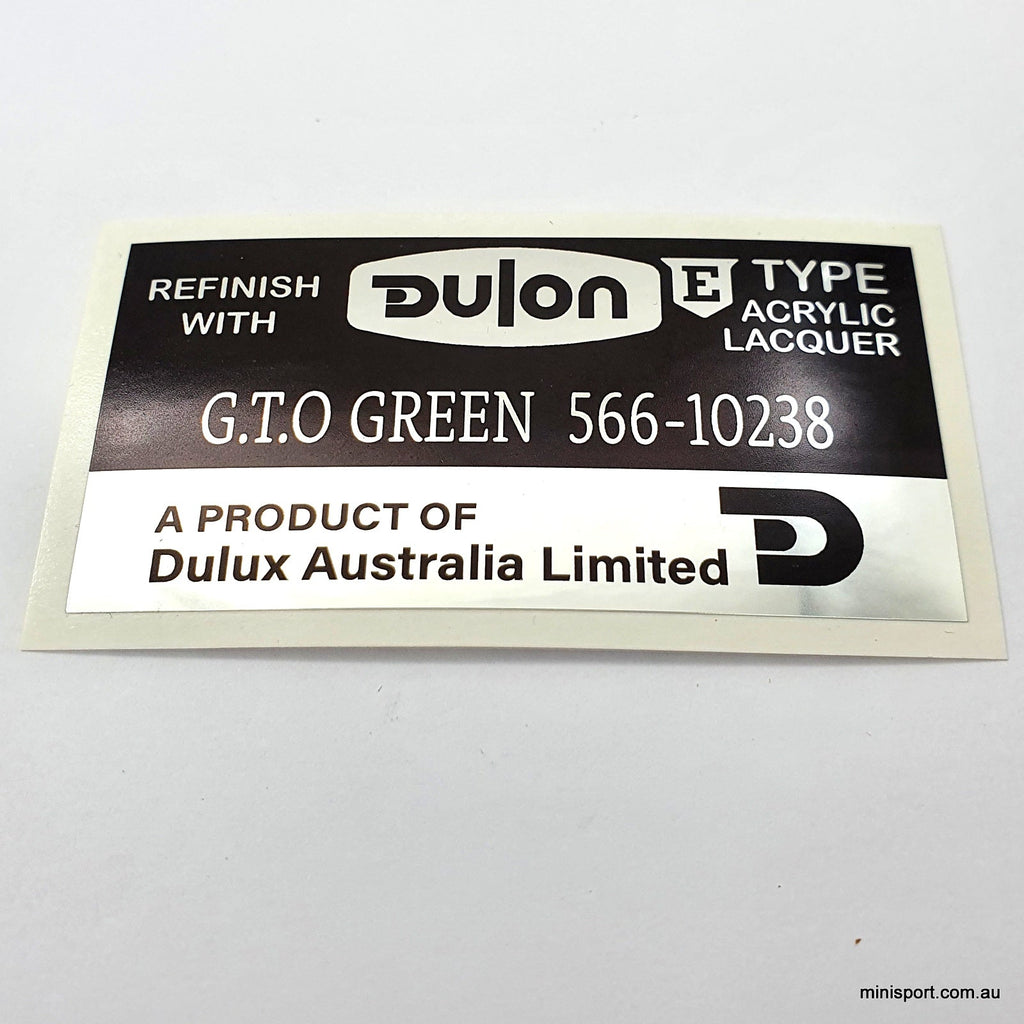 REFINISH
WITH
Dulon
E TYPE
ACRYLIC
LACQUER
G.T.O GREEN 566-10238
A PRODUCT OF
Dulux Australia Limited
D
minisport.com.au